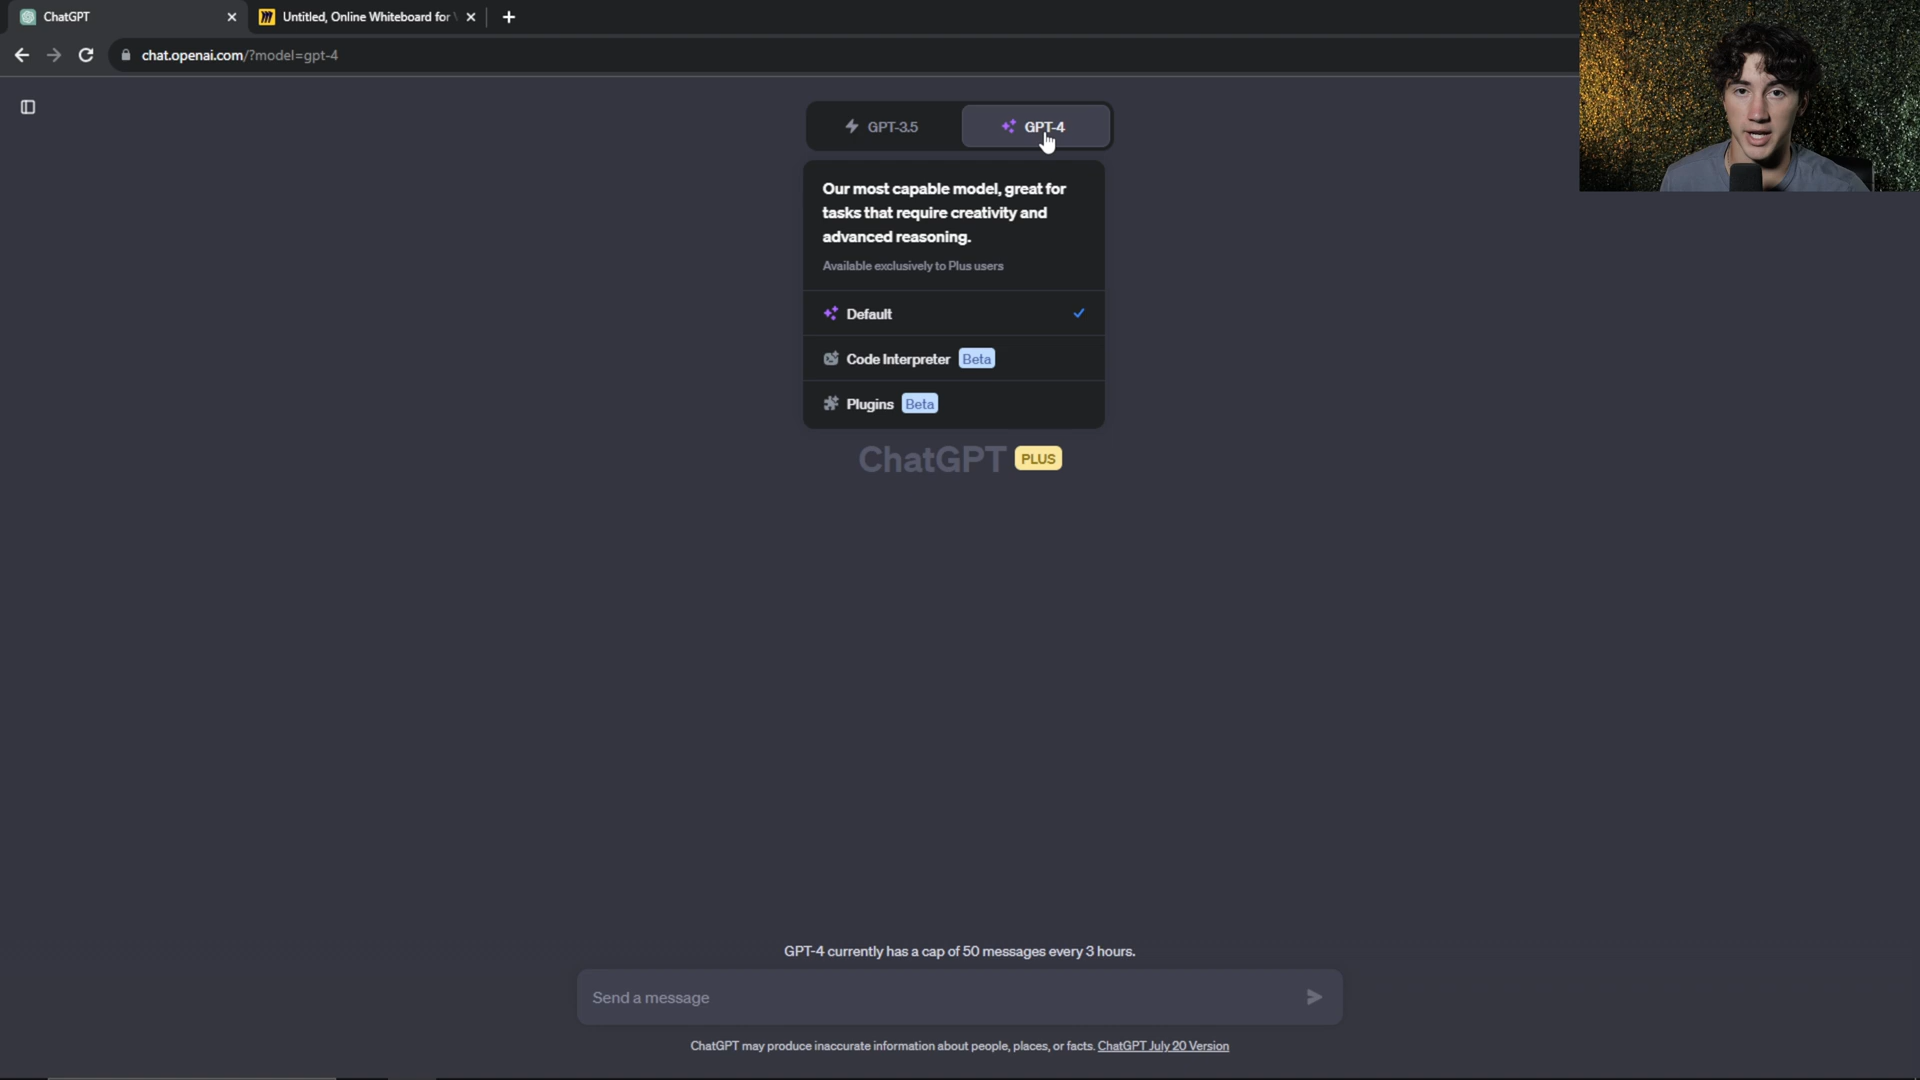 ChatGPT
Untitled, Online Whiteboard for
chat.openai.com/?model=gpt-4
GPT-3.5
GPT-4
Our most capable model, great for
tasks that require creativity and
advanced reasoning.
Available exclusively to Plus users
Default
Code Interpreter Beta
Plugins Beta
ChatGPT PLUS
GPT-4 currently has a cap of 50 messages every 3 hours.
Send a message
ChatGPT may produce inaccurate information about people, places, or facts. ChatGPT July 20 Version